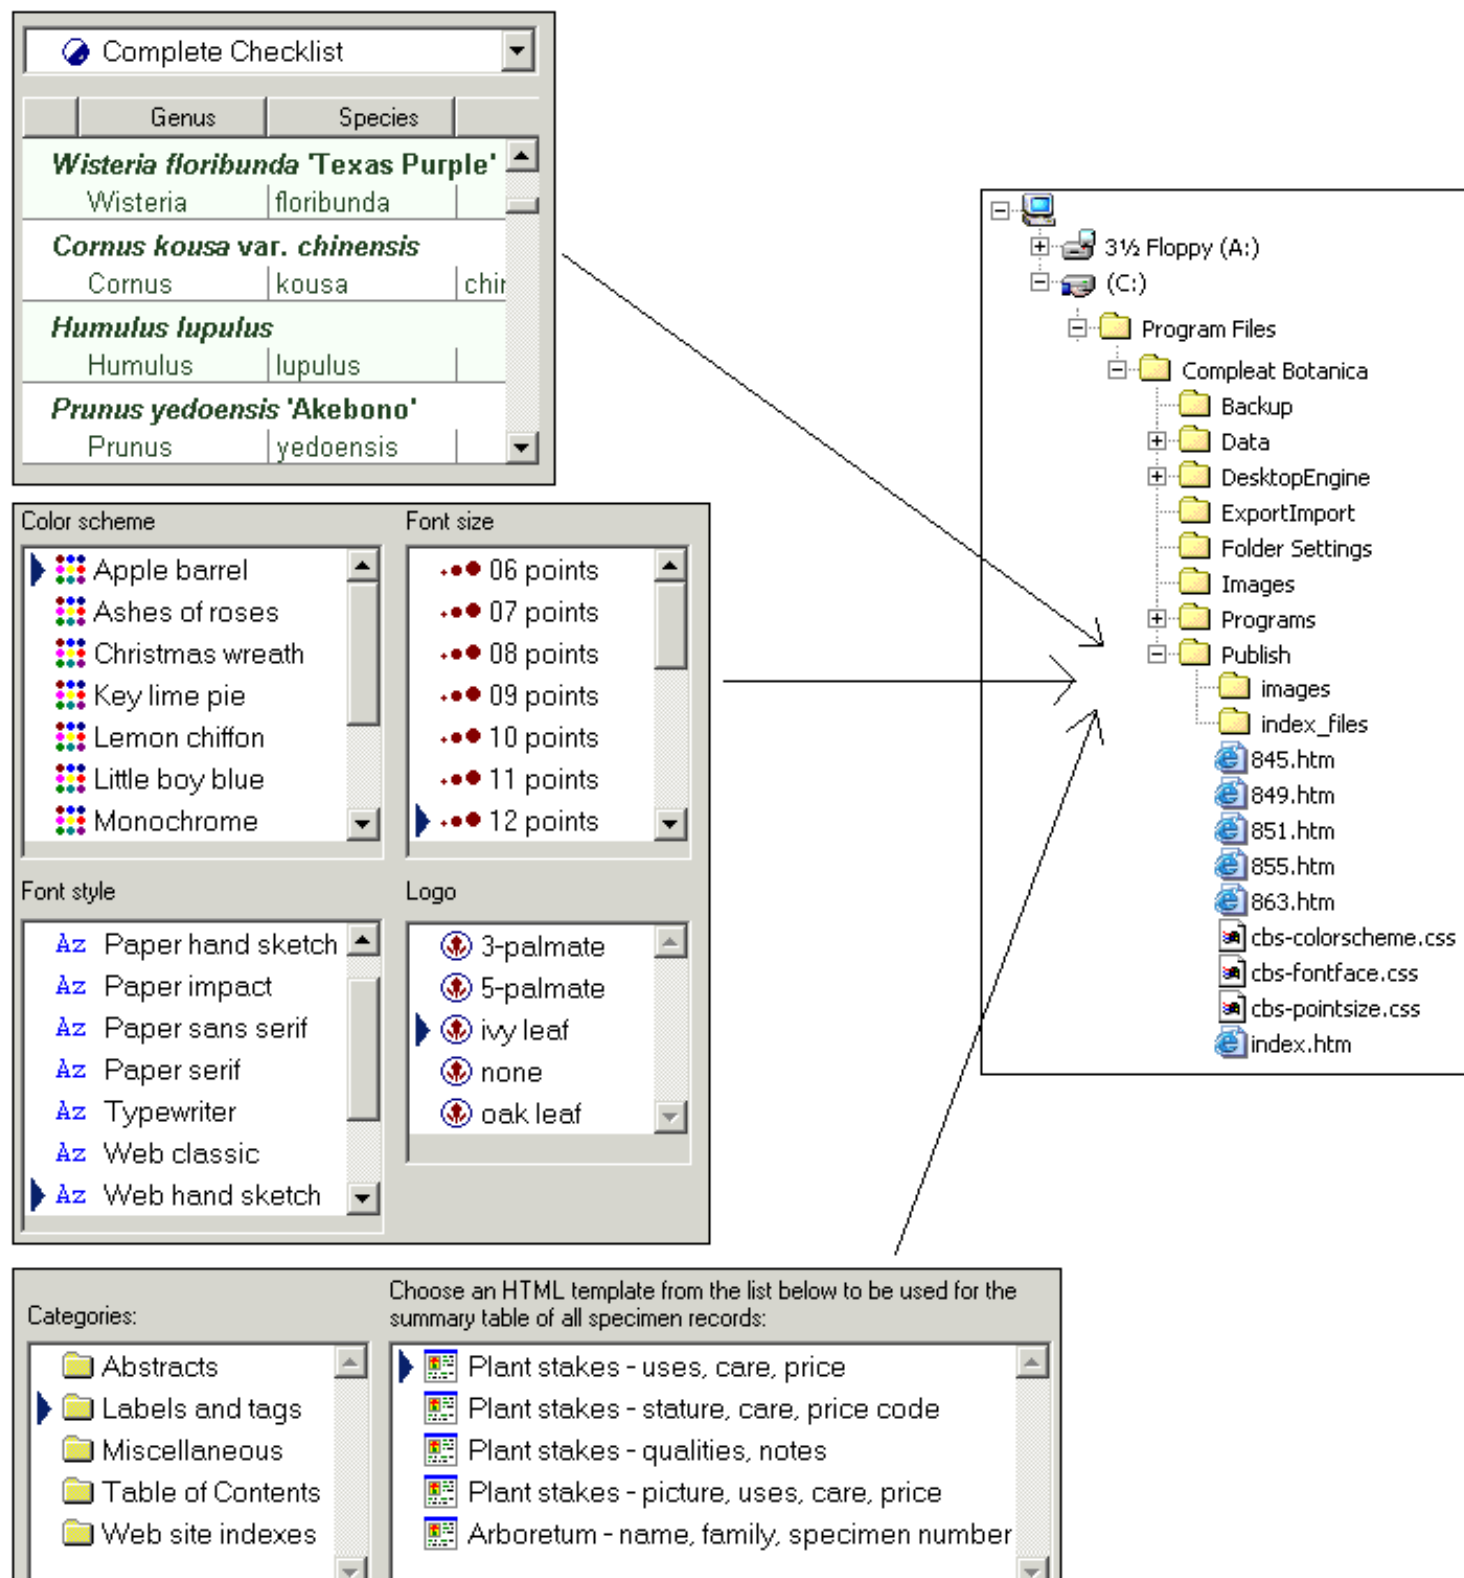 Complete Checklist
Genus Species
Wisteria floribunda 'Texas Purple'
Wisteria floribunda
Cornus kousa var. chinensis
Cornus kousa chin
Humulus lupulus
Humulus lupulus
Prunus yedoensis 'Akebono'
Prunus yedoensis
Color scheme
Apple barrel
Ashes of roses
Christmas wreath
Key lime pie
Lemon chiffon
Little boy blue
Monochrome
Font size
06 points
07 points
08 points
09 points
10 points
11 points
12 points
Font style
Az Paper hand sketch
Az Paper impact
Az Paper sans serif
Az Paper serif
Az Typewriter
Az Web classic
Az Web hand sketch
Logo
3-palmate
5-palmate
ivy leaf
none
oak leaf
Categories:
Abstracts
Labels and tags
Miscellaneous
Table of Contents
Web site indexes
Choose an HTML template from the list below to be used for the
summary table of all specimen records:
Plant stakes - uses, care, price
Plant stakes - stature, care, price code
Plant stakes - qualities, notes
Plant stakes - picture, uses, care, price
Arboretum - name, family, specimen number
3½ Floppy (A:)
(C:)
Program Files
Compleat Botanica
Backup
Data
DesktopEngine
ExportImport
Folder Settings
Images
Programs
Publish
images
index_files
845.htm
849.htm
851.htm
855.htm
863.htm
cbs-colorscheme.css
cbs-fontface.css
cbs-pointsize.css
index.htm